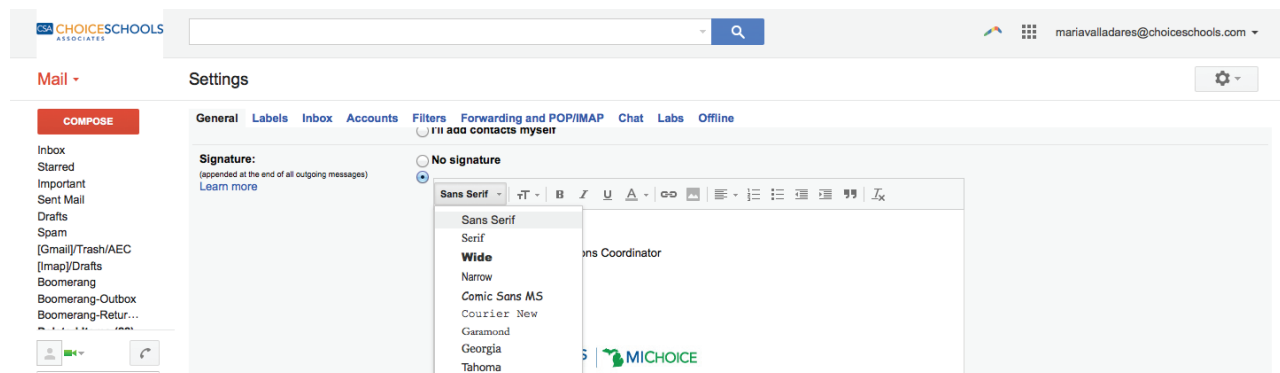 CSA CHOICESCHOOLS
ASSOCIATES
mariavalladares@choiceschools.com
Mail
Settings
COMPOSE
General Labels Inbox Accounts Filters Forwarding and POP/IMAP Chat Labs Offline
I'll add contacts myself
Inbox
Starred
Important
Sent Mail
Drafts
Spam
[Gmail]/Trash/AEC
[Imap]/Drafts
Boomerang
Boomerang-Outbox
Boomerang-Retur...
Signature:
(appended at the end of all outgoing messages)
Learn more
No signature
Sans Serif
Sans Serif
Serif
Wide
Narrow
Comic Sans MS
Courier New
Garamond
Georgia
Tahoma
Coordinator
MICHOICE